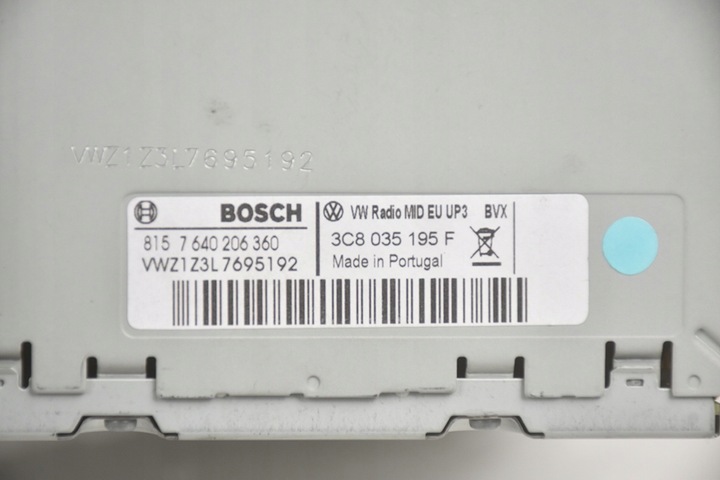 VWZ1Z3L7695192
BOSCH
VW Radio MID EU UP3 BVX
815 7 640 206 360
3C8 035 195 F
VWZ1Z3L7695192
Made in Portugal